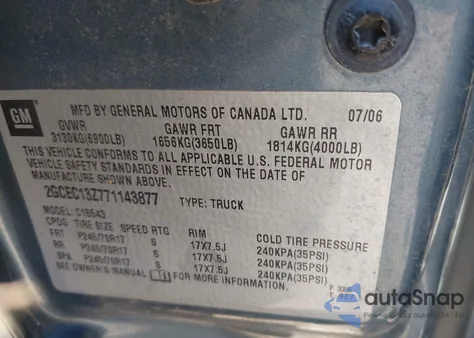 GM
MFD BY GENERAL MOTORS OF CANADA LTD. 07/06
GVWR GAWR FRT GAWR RR
3130KG(6900LB) 1656KG(3650LB) 1814KG(4000LB)
THIS VEHICLE CONFORMS TO ALL APPLICABLE U.S. FEDERAL MOTOR
VEHICLE SAFETY STANDARDS IN EFFECT ON THE DATE OF
MANUFACTURE SHOWN ABOVE.
2GCEC13Z771143877 TYPE: TRUCK
MODEL: C15543
TIRE SIZE SPEED RTG RIM COLD TIRE PRESSURE
FRT P245/70R17 S 17X7.5J 240KPA(35PSI)
RR P245/70R17 S 17X7.5J 240KPA(35PSI)
SPA P245/70R17 S 17X7.5J 240KPA(35PSI)
SEE OWNER'S MANUAL FOR MORE INFORMATION.
autoSnap